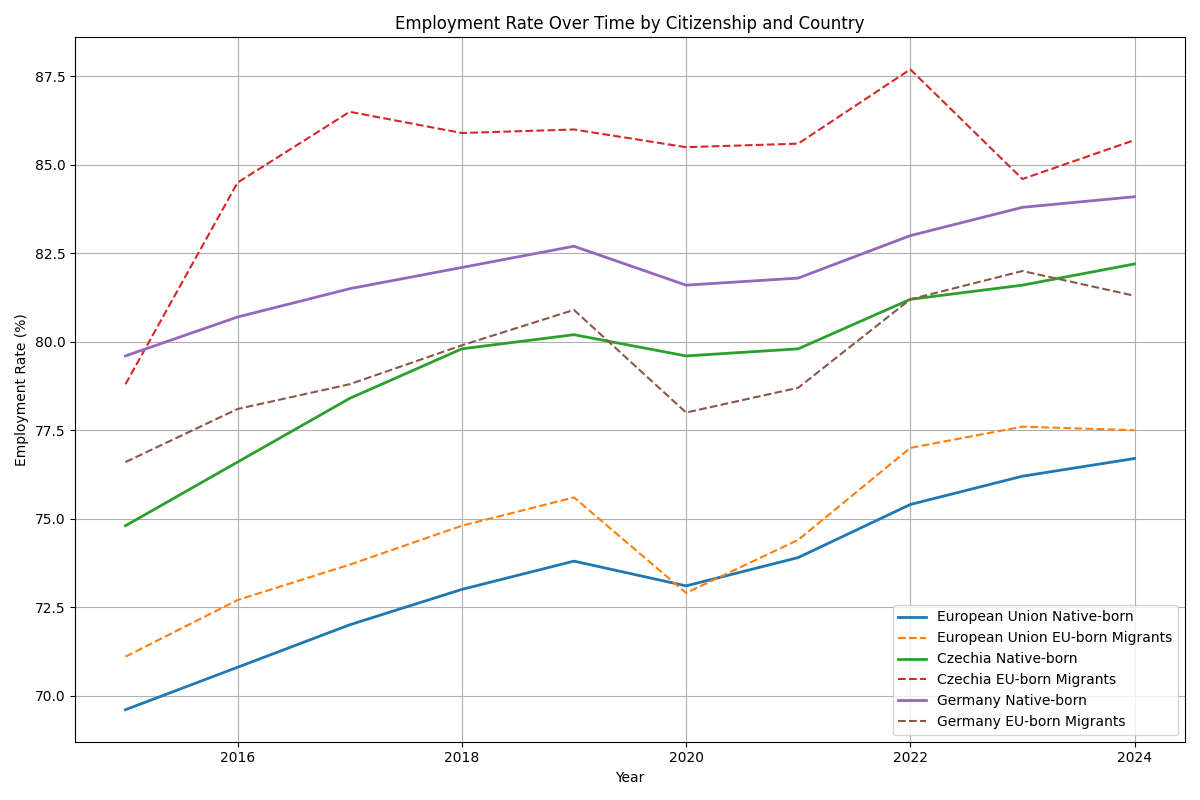 Employment Rate Over Time by Citizenship and Country
87.5
85.0
82.5
80.0
77.5
75.0
72.5
70.0
Employment Rate (%)
2016
2018
2020
2022
2024
Year
European Union Native-born
European Union EU-born Migrants
Czechia Native-born
Czechia EU-born Migrants
Germany Native-born
Germany EU-born Migrants